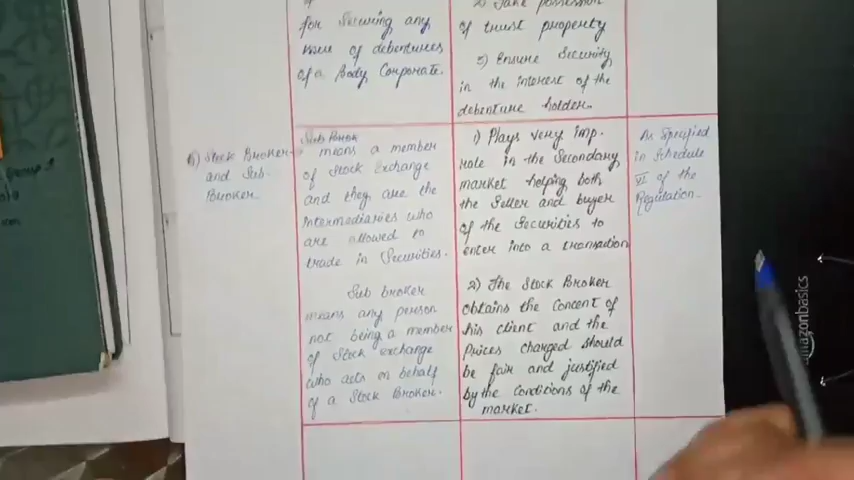 for Securing any
issue of debentures
of a Body Corporate.
2) Take possession
of trust property
3) Ensure Security
in the interest of the
debenture holder.
6) Stock Broker
and Sub-
Broker.
means a member
of Stock Exchange
and they are the
intermediaries who
are allowed to
trade in Securities.
Sub broker
means any person
not being a member
of Stock exchange
who acts on behalf
of a Stock Broker.
1) Plays very imp.
role in the Secondary
market helping both
the Seller and buyer
of the Securities to
enter into a transaction
2) The Stock Broker
obtains the Concent of
his client and the
Prices charged should
be fair and justified
by the conditions of the
market.
As Specified
in Schedule
VI of the
Regulation.
amazonbasics